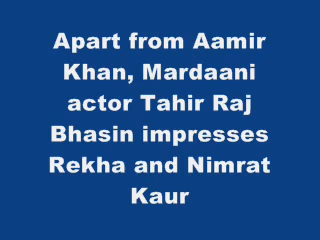 Apart from Aamir
Khan, Mardaani
actor Tahir Raj
Bhasin impresses
Rekha and Nimrat
Kaur